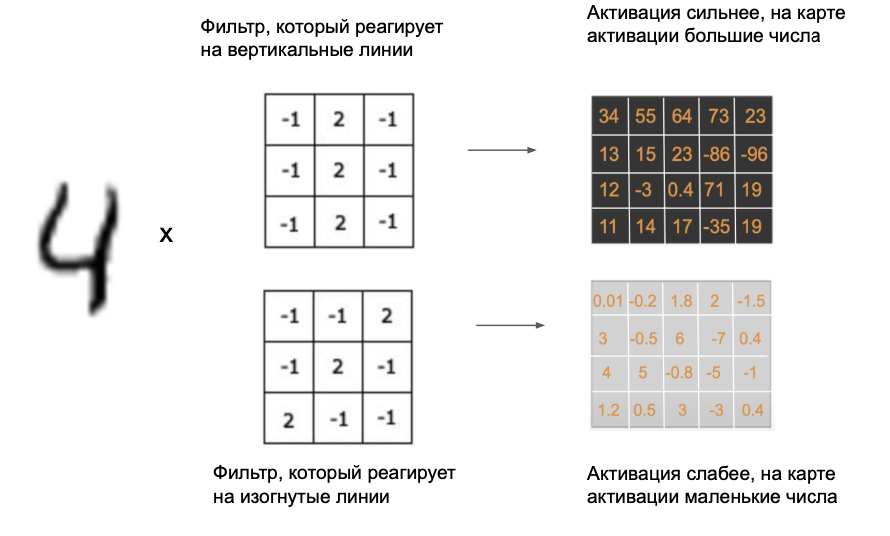 Фильтр, который реагирует
на вертикальные линии
Активация сильнее, на карте
активации большие числа
-1 2 -1
-1 2 -1
-1 2 -1
34 55 64 73 23
13 15 23 -86 -96
12 -3 0.4 71 19
11 14 17 -35 19
4
x
-1 -1 2
-1 2 -1
2 -1 -1
0.01 -0.2 1.8 2 -1.5
3 -0.5 6 -7 0.4
4 5 -0.8 -5 -1
1.2 0.5 3 -3 0.4
Фильтр, который реагирует
на изогнутые линии
Активация слабее, на карте
активации маленькие числа